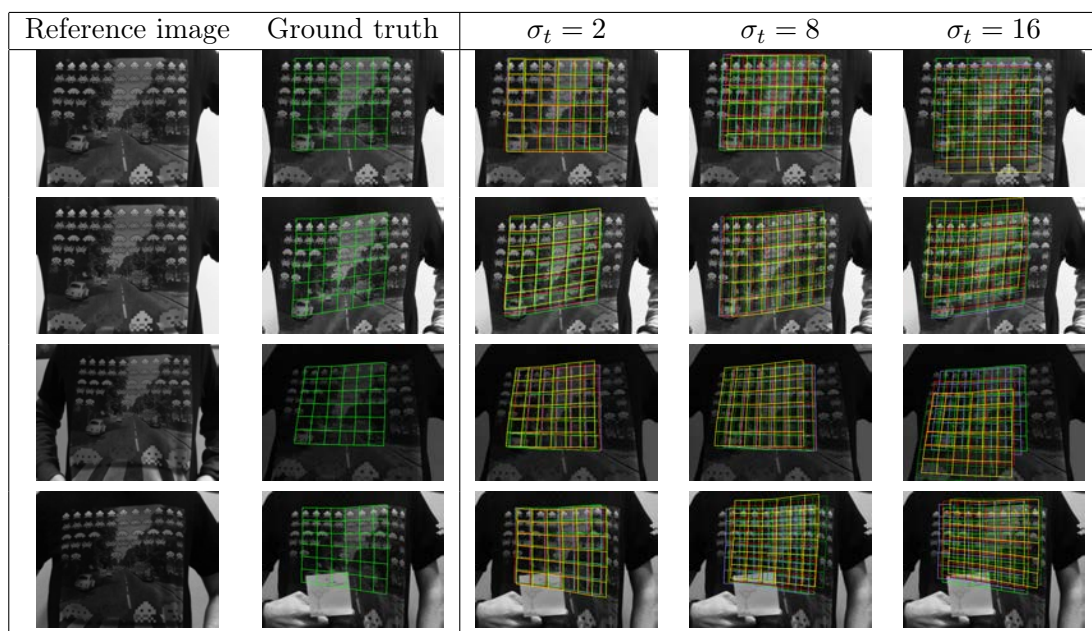 Reference image Ground truth σ_t = 2 σ_t = 8 σ_t = 16